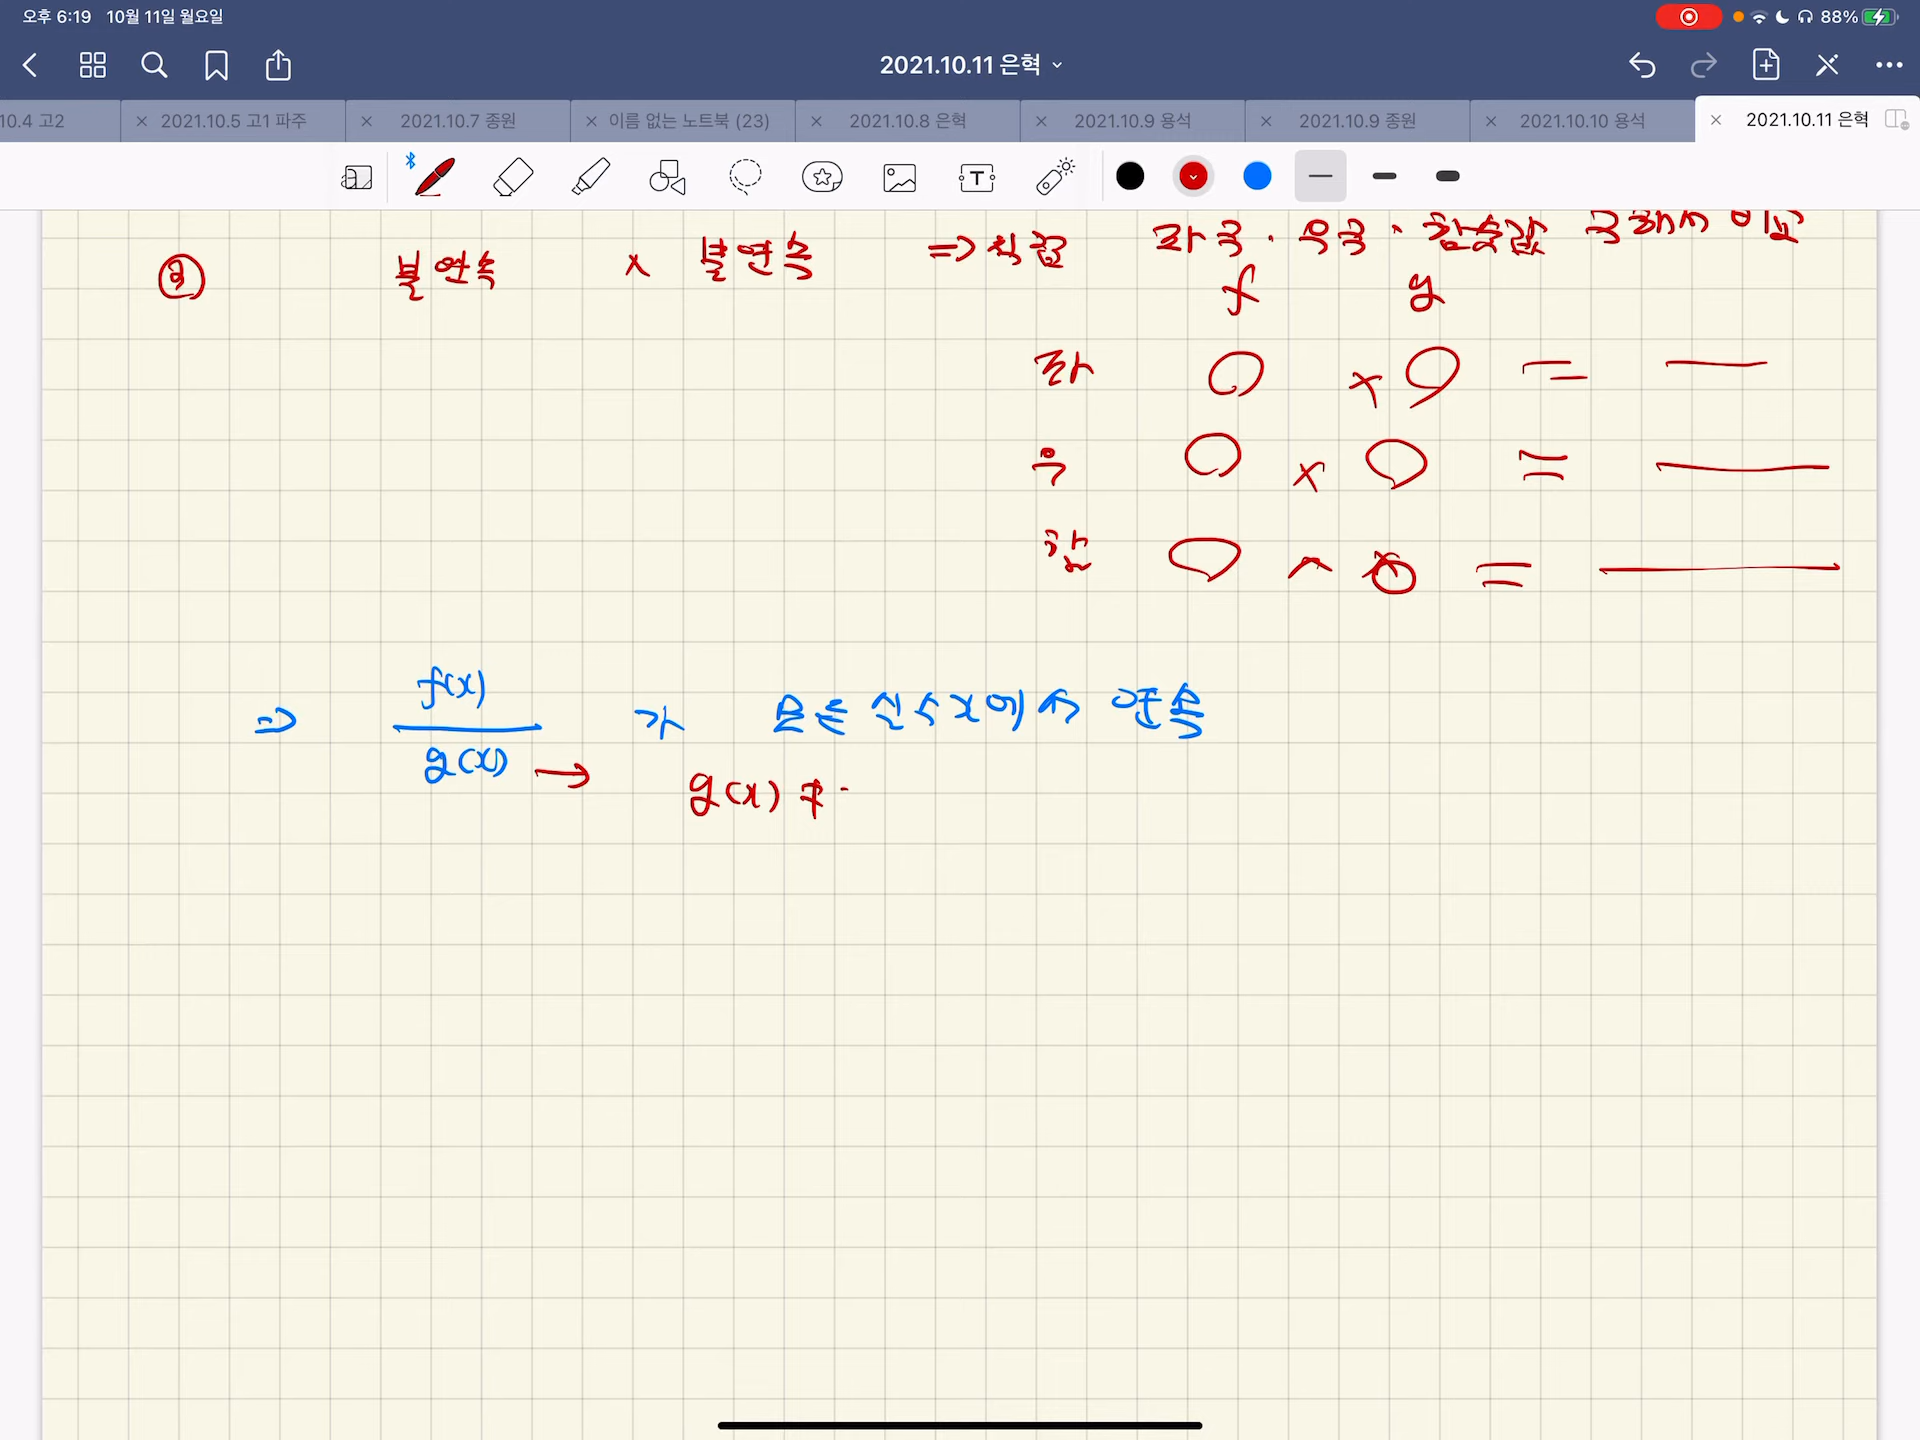 오후 6:19 10월 11일 월요일 88%
2021.10.11 은혁
10.4 고2 2021.10.5 고1 파주 2021.10.7 종원 이름 없는 노트북 (23) 2021.10.8 은혁 2021.10.9 용석 2021.10.9 종원 2021.10.10 용석 2021.10.11 은혁
좌극 · 우극 · 함숫값 구해서 비교
② 불연속 × 불연속 => 직접
f g
좌 ○ × ○ =
우 ○ × ○ =
함 ○ × ○ =
⇒ f(x)/g(x) 가 모든 실수 x에서 연속
→ g(x) ≠